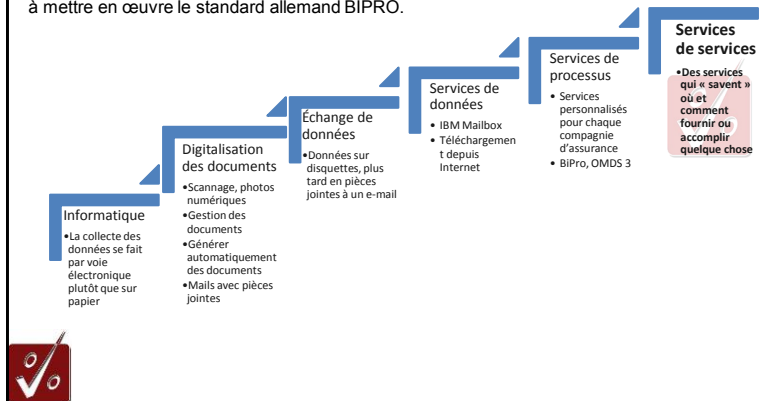 à mettre en œuvre le standard allemand BIPRO.
Informatique
•La collecte des
données se fait
par voie
électronique
plutôt que sur
papier
Digitalisation
des documents
•Scannage, photos
numériques
•Gestion des
documents
•Générer
automatiquement
des documents
•Mails avec pièces
jointes
Échange de
données
•Données sur
disquettes, plus
tard en pièces
jointes à un e-mail
Services de
données
• IBM Mailbox
• Téléchargemen
t depuis
Internet
Services de
processus
• Services
personnalisés
pour chaque
compagnie
d’assurance
• BiPro, OMDS 3
Services
de services
•Des services
qui « savent »
où et
comment
fournir ou
accomplir
quelque chose